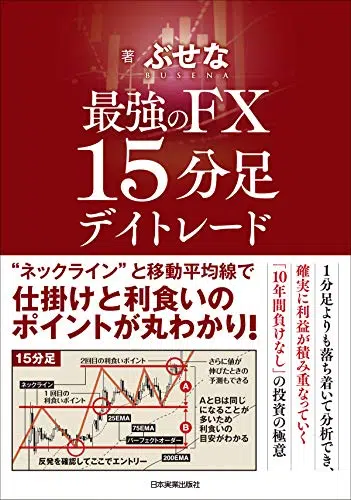 著 ぶせな
BUSENA
最強のFX
15分足
デイトレード
“ネックライン”と移動平均線で
仕掛けと利食いの
ポイントが丸わかり!
1分足よりも落ち着いて分析でき、
確実に利益が積み重なっていく
「10年間負けなし」の投資の極意
15分足
2回目の利食いポイント
さらに値が
伸びたときの
予測もできる
ネックライン
1回目の
利食いポイント
A
AとBは同じ
になることが
多いため
利食いの
目安がわかる
25EMA
75EMA
B
パーフェクトオーダー
200EMA
反発を確認してここでエントリー
日本実業出版社